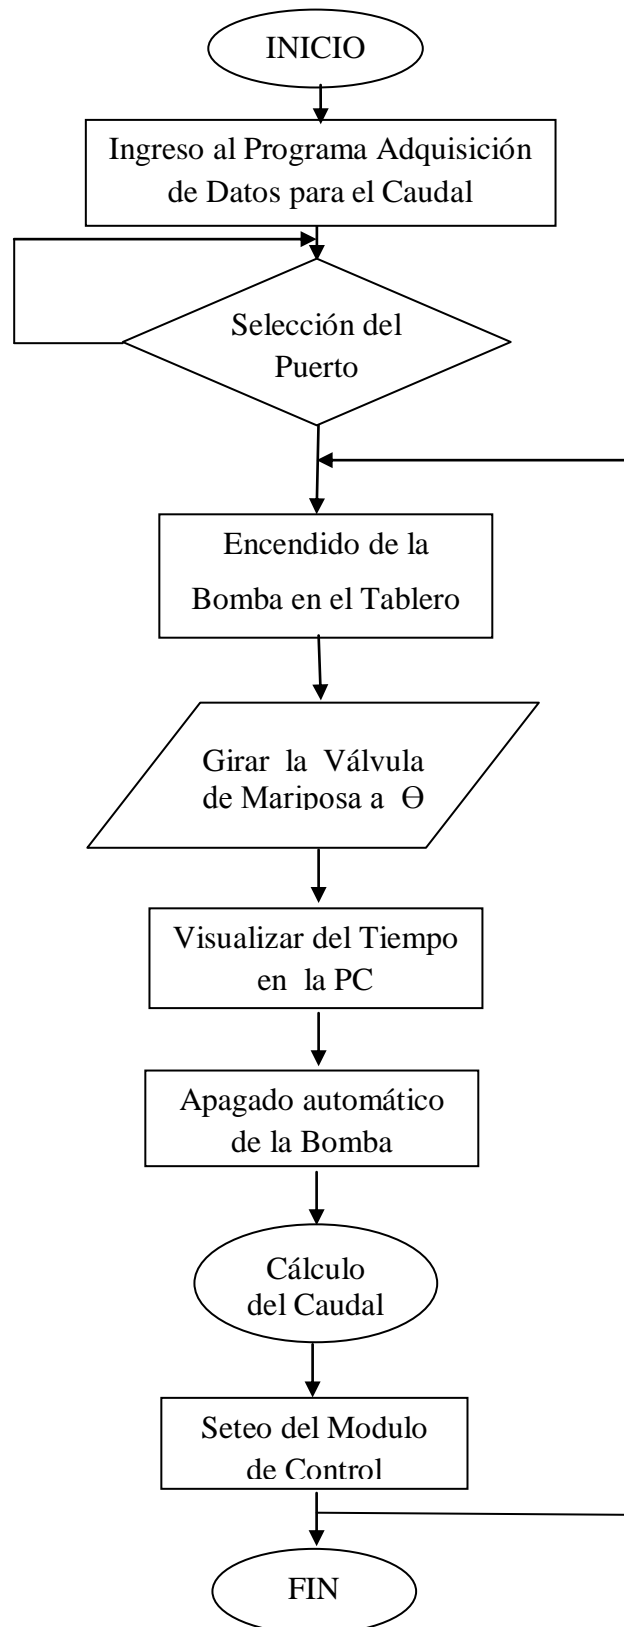 INICIO
Ingreso al Programa Adquisición
de Datos para el Caudal
Selección del
Puerto
Encendido de la
Bomba en el Tablero
Girar la Válvula
de Mariposa a Ѳ
Visualizar del Tiempo
en la PC
Apagado automático
de la Bomba
Cálculo
del Caudal
Seteo del Modulo
de Control
FIN